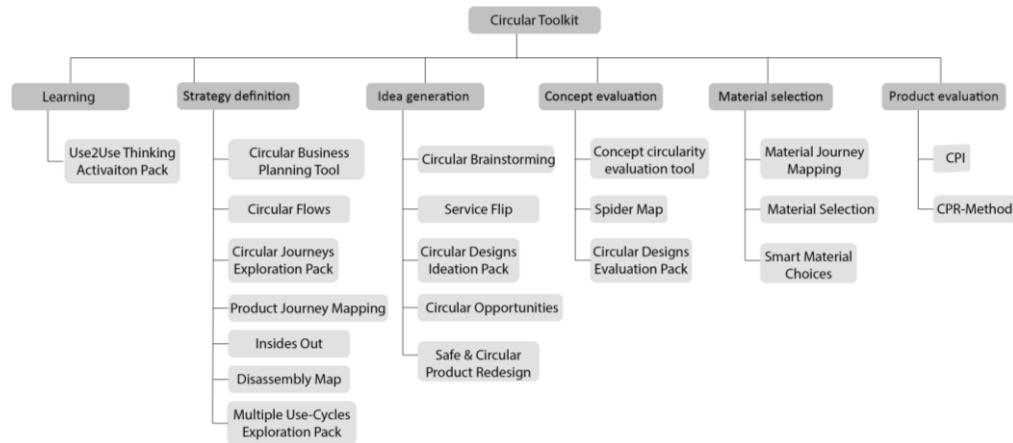 Circular Toolkit
Learning
Strategy definition
Idea generation
Concept evaluation
Material selection
Product evaluation
Use2Use Thinking
Activaiton Pack
Circular Business
Planning Tool
Circular Flows
Circular Journeys
Exploration Pack
Product Journey Mapping
Insides Out
Disassembly Map
Multiple Use-Cycles
Exploration Pack
Circular Brainstorming
Service Flip
Circular Designs
Ideation Pack
Circular Opportunities
Safe & Circular
Product Redesign
Concept circularity
evaluation tool
Spider Map
Circular Designs
Evaluation Pack
Material Journey
Mapping
Material Selection
Smart Material
Choices
CPI
CPR-Method